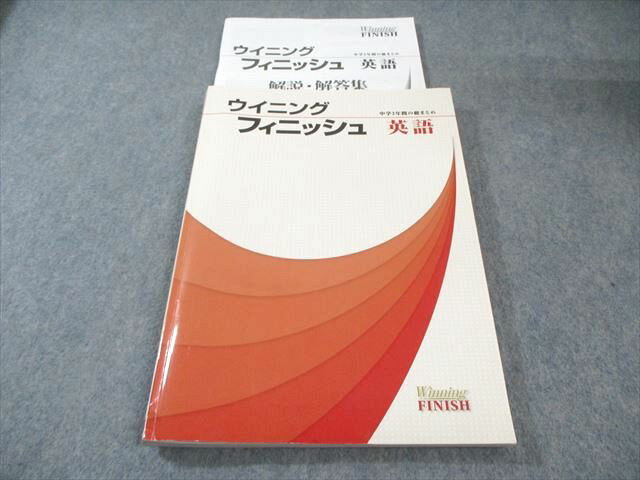 Winning
FINISH
ウイニング
中学3年間の総まとめ
フィニッシュ 英語
解説・解答集
ウイニング
中学3年間の総まとめ
フィニッシュ 英語
Winning
FINISH